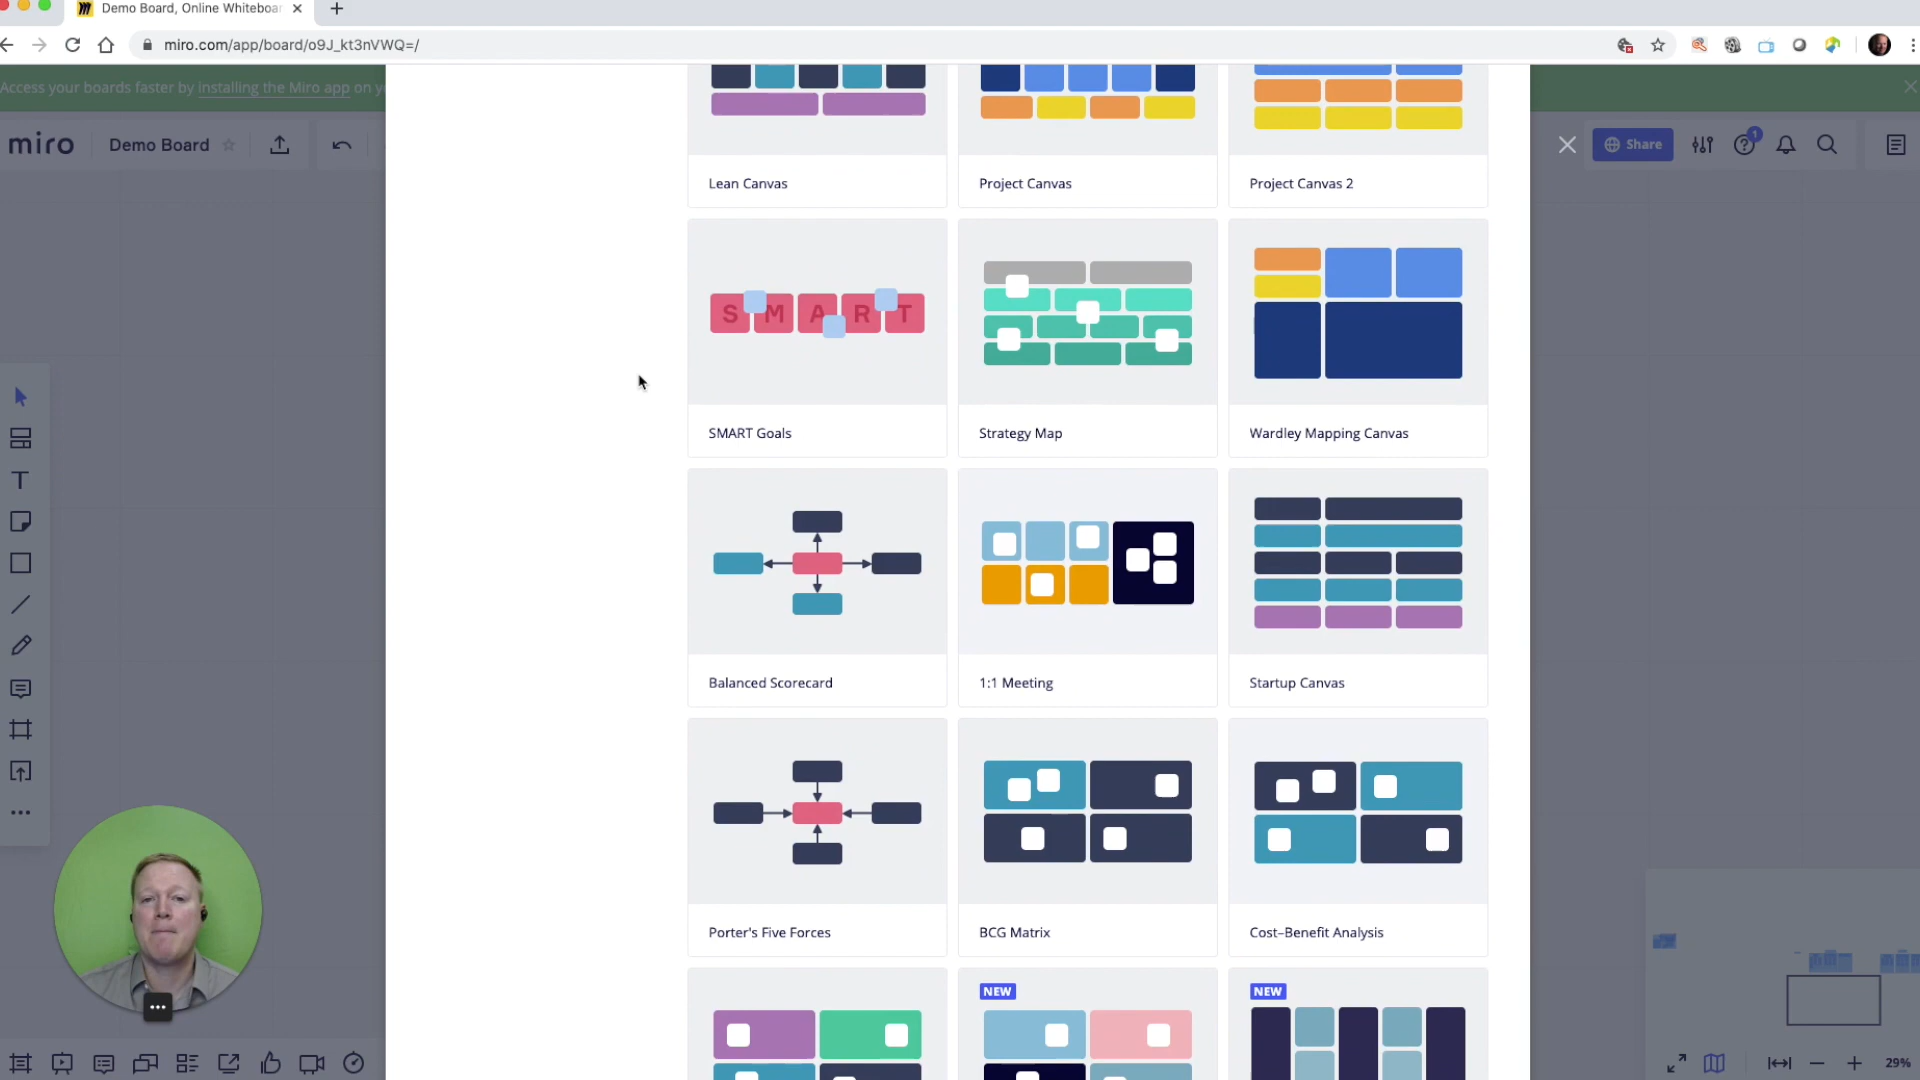 Demo Board, Online Whiteboar
miro.com/app/board/o9J_kt3nVWQ=/
Access your boards faster by installing the Miro app on
miro
Demo Board
Share
1
Lean Canvas
Project Canvas
Project Canvas 2
S M A R T
SMART Goals
Strategy Map
Wardley Mapping Canvas
Balanced Scorecard
1:1 Meeting
Startup Canvas
Porter's Five Forces
BCG Matrix
Cost–Benefit Analysis
NEW
NEW
T
29%